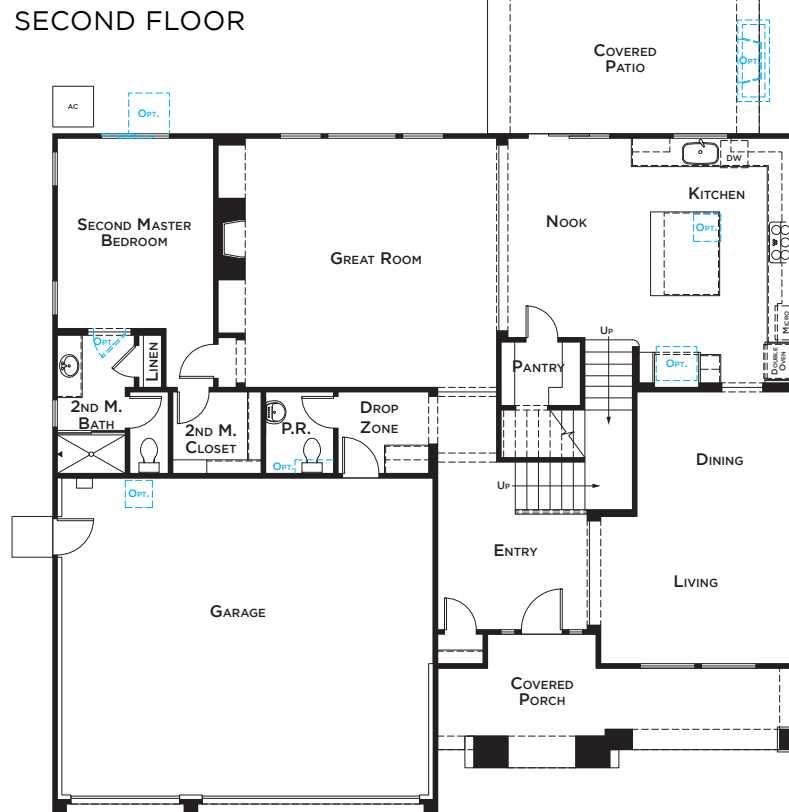 SECOND FLOOR
COVERED
PATIO
OPT.
AC
OPT.
DW
KITCHEN
SECOND MASTER
BEDROOM
NOOK
OPT.
GREAT ROOM
UP
MICRO
OPT.
LINEN
PANTRY
OPT.
DOUBLE
OVEN
2ND M.
BATH
2ND M.
CLOSET
P.R.
DROP
ZONE
OPT.
DINING
OPT.
UP
ENTRY
LIVING
GARAGE
COVERED
PORCH